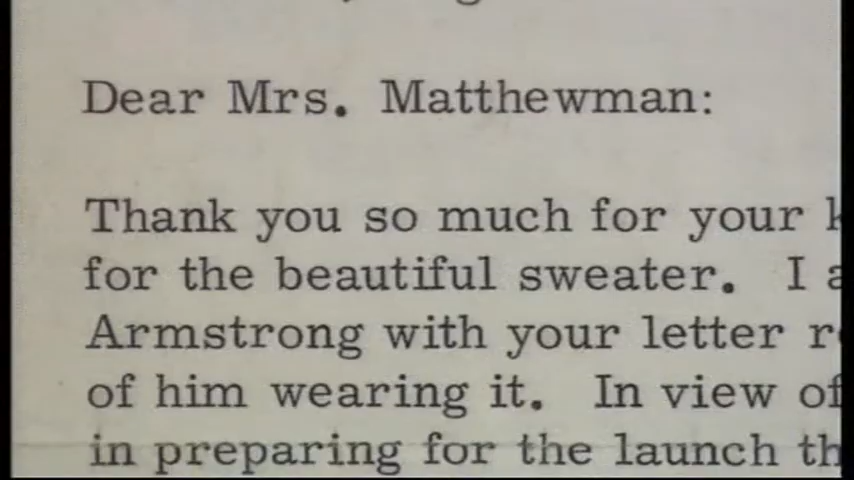 Dear Mrs. Matthewman:
Thank you so much for your
for the beautiful sweater. I
Armstrong with your letter
of him wearing it. In view of
in preparing for the launch